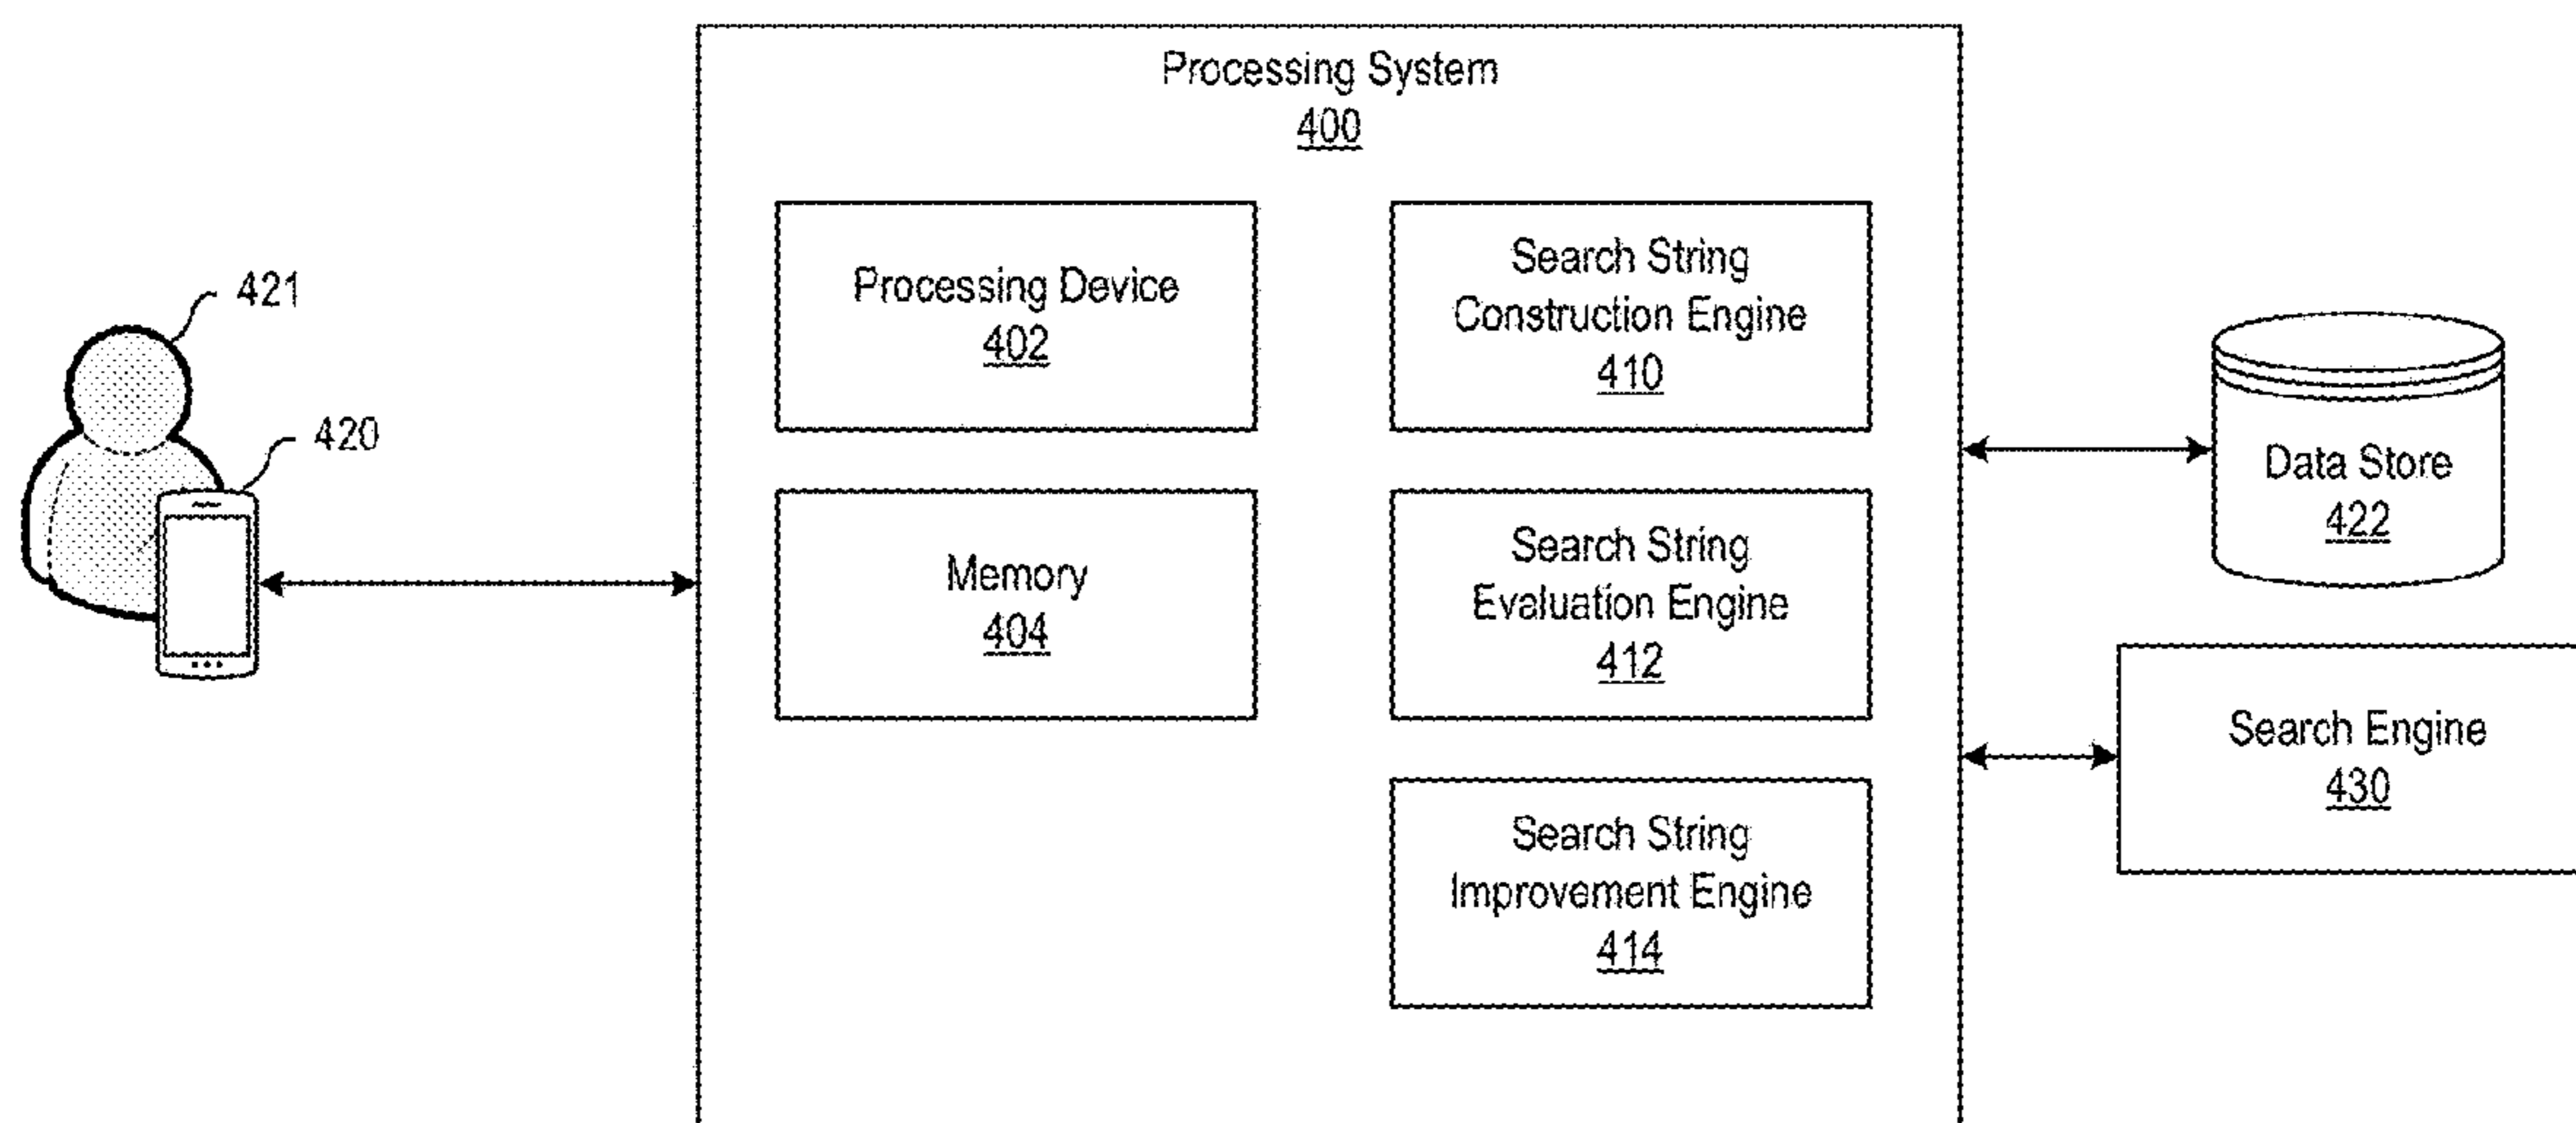 Processing System
400
Processing Device
402
Search String
Construction Engine
410
421
420
Memory
404
Search String
Evaluation Engine
412
Search String
Improvement Engine
414
Data Store
422
Search Engine
430